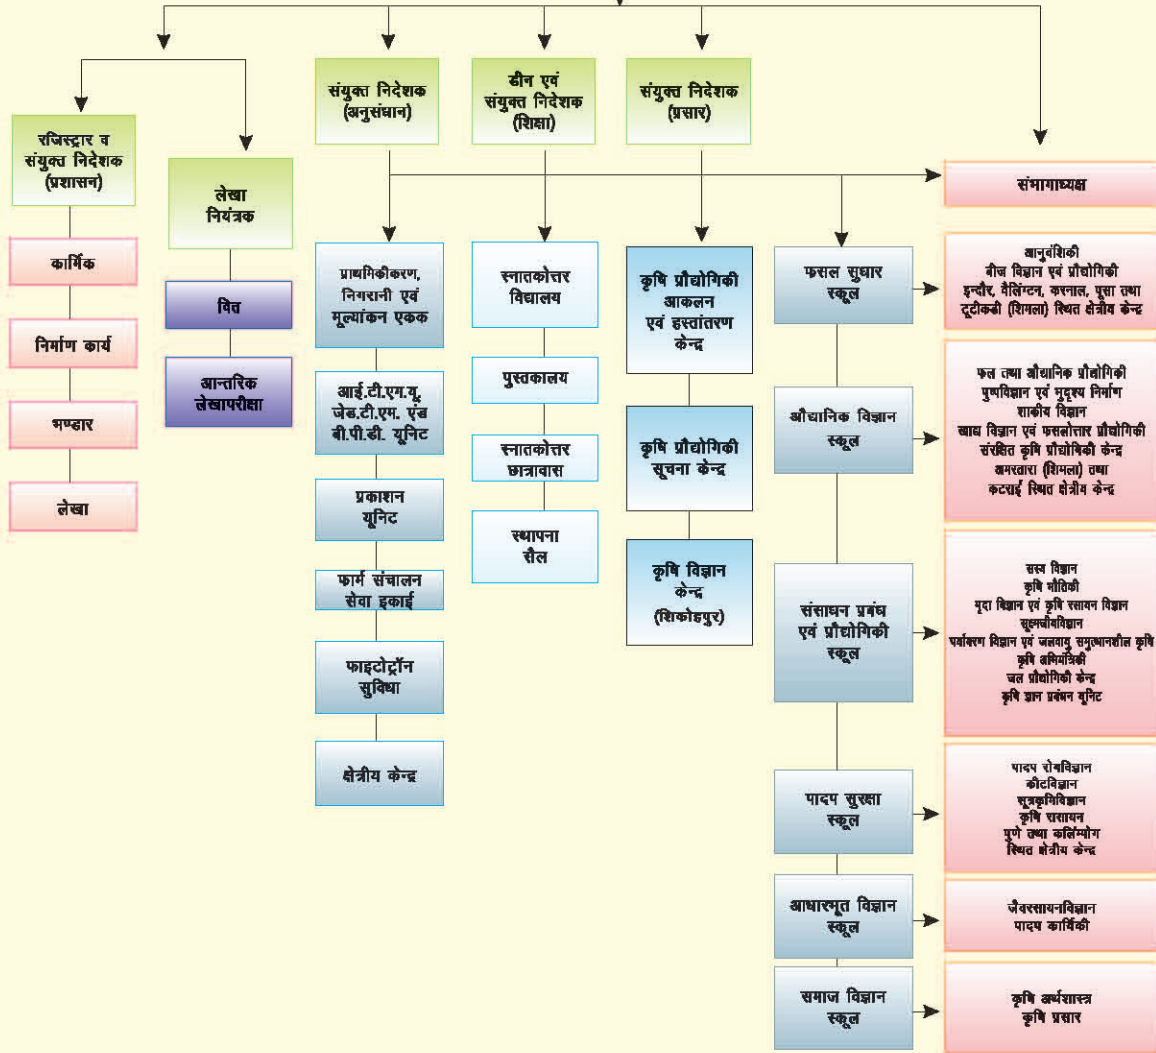 रजिस्ट्रार व
संयुक्त निदेशक
(प्रशासन)
कार्मिक
निर्माण कार्य
भण्डार
लेखा
लेखा
नियंत्रक
वित
आन्तरिक
लेखापरीक्षा
संयुक्त निदेशक
(अनुसंधान)
प्राथमिकीकरण,
निगरानी एवं
मूल्यांकन एकक
आई.टी.एम.यू,
जेड.टी.एम. एंड
बी.पी.डी. यूनिट
प्रकाशन
यूनिट
फार्म संचालन
सेवा इकाई
फाइटोट्रॉन
सुविधा
क्षेत्रीय केन्द्र
डीन एवं
संयुक्त निदेशक
(शिक्षा)
स्नातकोत्तर
विद्यालय
पुस्तकालय
स्नातकोत्तर
छात्रावास
स्थापना
सैल
संयुक्त निदेशक
(प्रसार)
कृषि प्रौद्योगिकी
आकलन
एवं हस्तांतरण
केन्द्र
कृषि प्रौद्योगिकी
सूचना केन्द्र
कृषि विज्ञान
केन्द्र
(शिकोहपुर)
संभागाध्यक्ष
फसल सुधार
स्कूल
आनुवंशिकी
बीज विज्ञान एवं प्रौद्योगिकी
इन्दौर, वैलिंग्टन, करनाल, पूसा तथा
टूटीकंडी (शिमला) स्थित क्षेत्रीय केन्द्र
औद्यानिक विज्ञान
स्कूल
फल तथा औद्यानिक प्रौद्योगिकी
पुष्पविज्ञान एवं भुदृश्य निर्माण
शाकीय विज्ञान
खाद्य विज्ञान एवं फसलोत्तार प्रौद्योगिकी
संरक्षित कृषि प्रौद्योगिकी केन्द्र
अमरतारा (शिमला) तथा
कटराई स्थित क्षेत्रीय केन्द्र
संसाधन प्रबंध
एवं प्रौद्योगिकी
स्कूल
सस्य विज्ञान
कृषि भौतिकी
मृदा विज्ञान एवं कृषि रसायन विज्ञान
सूक्ष्मजीवविज्ञान
पर्यावरण विज्ञान एवं जलवायु समुत्थानशील कृषि
कृषि अभियंत्रिकी
जल प्रौद्योगिकी केन्द्र
कृषि ज्ञान प्रबंधन यूनिट
पादप सुरक्षा
स्कूल
पादप रोगविज्ञान
कीटविज्ञान
सूत्रकृमिविज्ञान
कृषि रसायन
पुणे तथा कलिंम्पोंग
स्थित क्षेत्रीय केन्द्र
आधारभूत विज्ञान
स्कूल
जैवरसायनविज्ञान
पादप कार्यिकी
समाज विज्ञान
स्कूल
कृषि अर्थशास्त्र
कृषि प्रसार